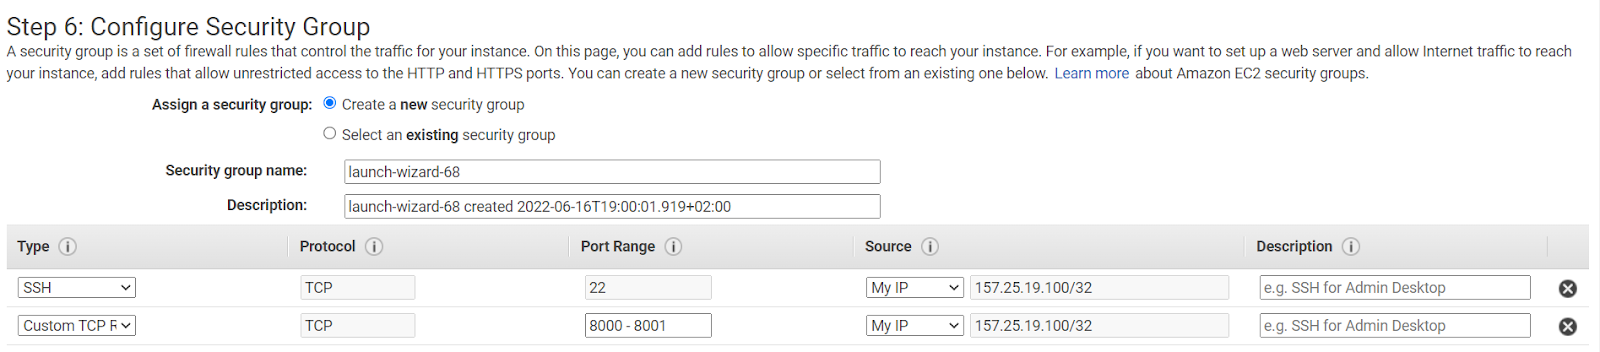 Step 6: Configure Security Group
A security group is a set of firewall rules that control the traffic for your instance. On this page, you can add rules to allow specific traffic to reach your instance. For example, if you want to set up a web server and allow Internet traffic to reach
your instance, add rules that allow unrestricted access to the HTTP and HTTPS ports. You can create a new security group or select from an existing one below. Learn more about Amazon EC2 security groups.
Assign a security group: Create a new security group
Select an existing security group
Security group name: launch-wizard-68
Description: launch-wizard-68 created 2022-06-16T19:00:01.919+02:00
Type Protocol Port Range Source Description
SSH TCP 22 My IP 157.25.19.100/32 e.g. SSH for Admin Desktop
Custom TCP R TCP 8000 - 8001 My IP 157.25.19.100/32 e.g. SSH for Admin Desktop